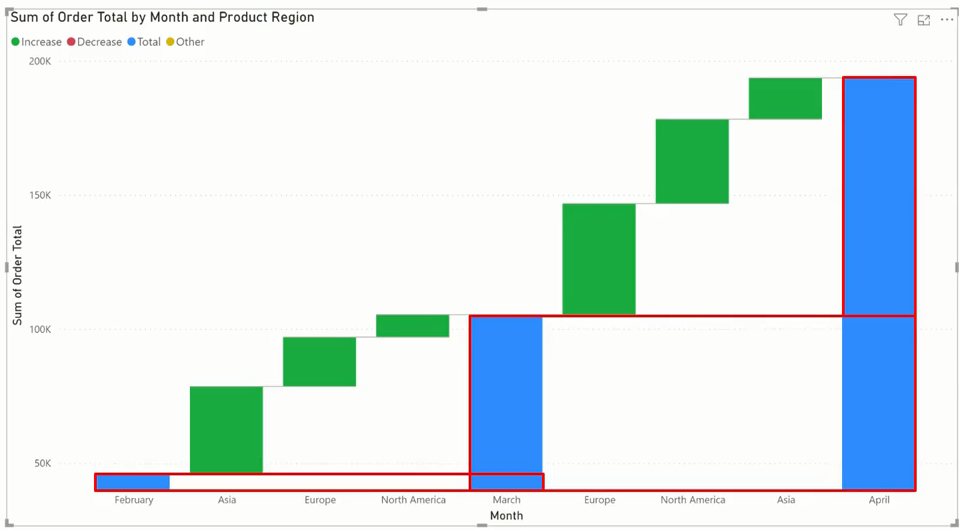 Sum of Order Total by Month and Product Region
Increase Decrease Total Other
200K
150K
100K
50K
Sum of Order Total
February Asia Europe North America March Europe North America Asia April
Month